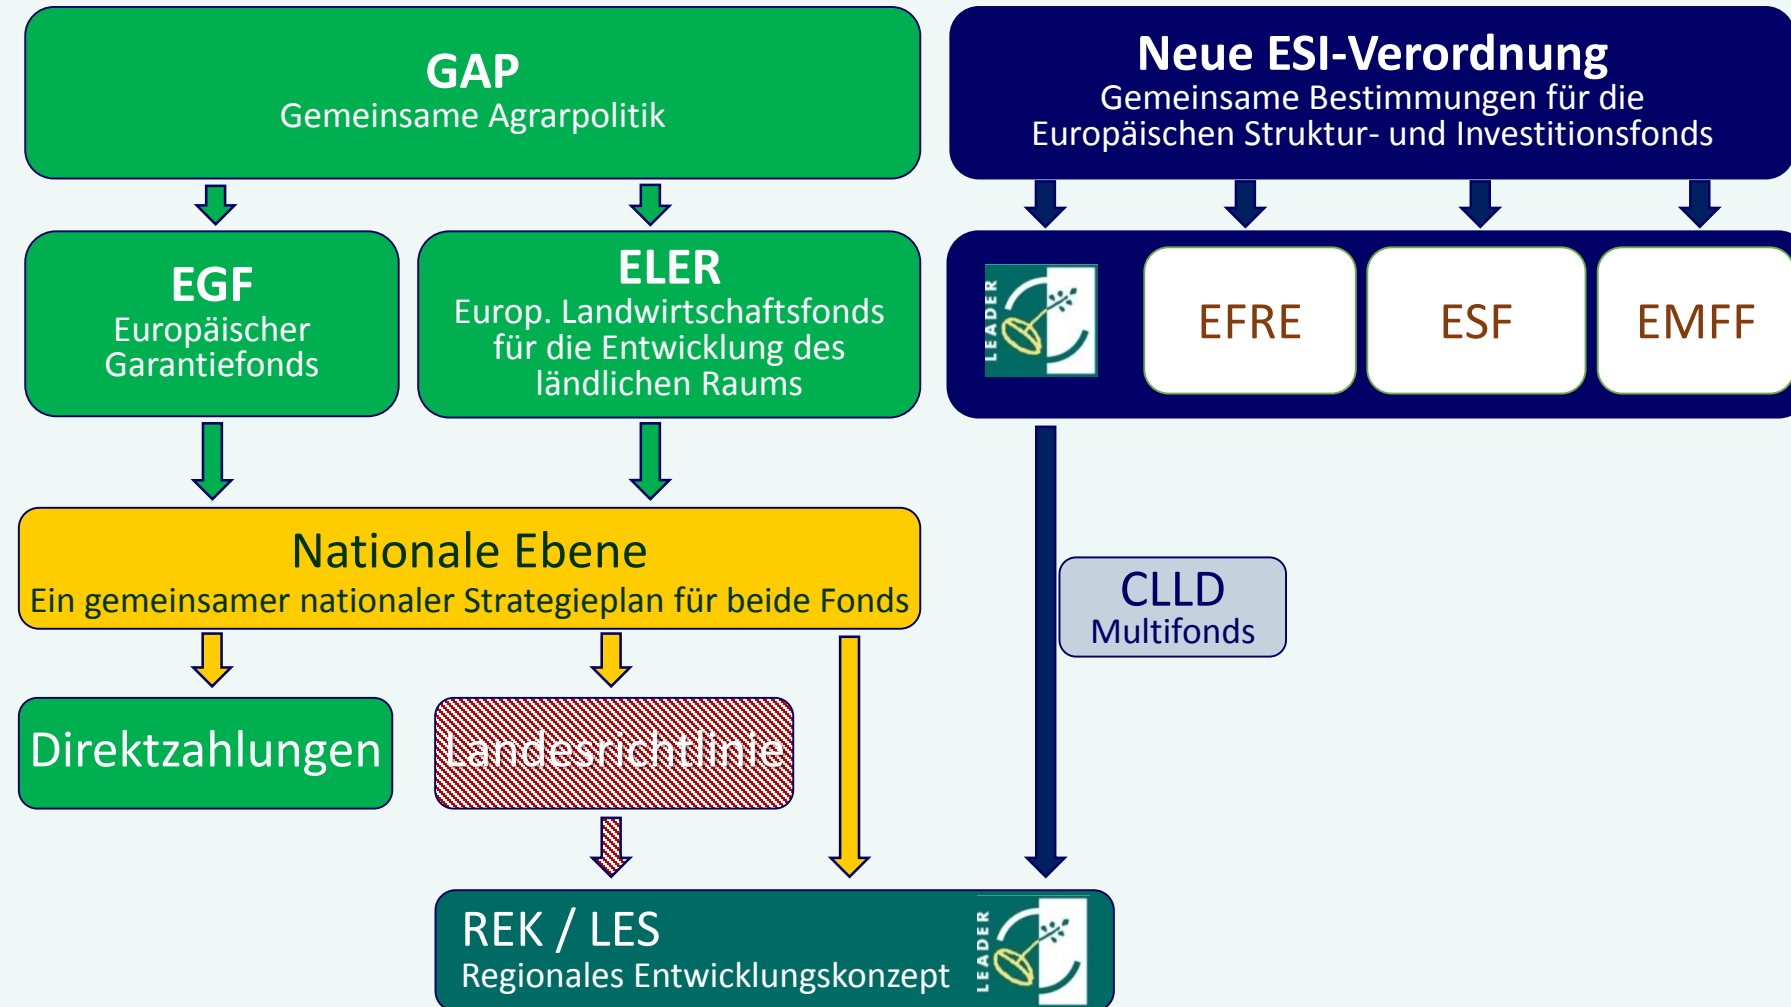 GAP
Gemeinsame Agrarpolitik
Neue ESI-Verordnung
Gemeinsame Bestimmungen für die
Europäischen Struktur- und Investitionsfonds
EGF
Europäischer
Garantiefonds
ELER
Europ. Landwirtschaftsfonds
für die Entwicklung des
ländlichen Raums
LEADER
EFRE
ESF
EMFF
Nationale Ebene
Ein gemeinsamer nationaler Strategieplan für beide Fonds
CLLD
Multifonds
Direktzahlungen
Landesrichtlinie
REK / LES
Regionales Entwicklungskonzept
LEADER